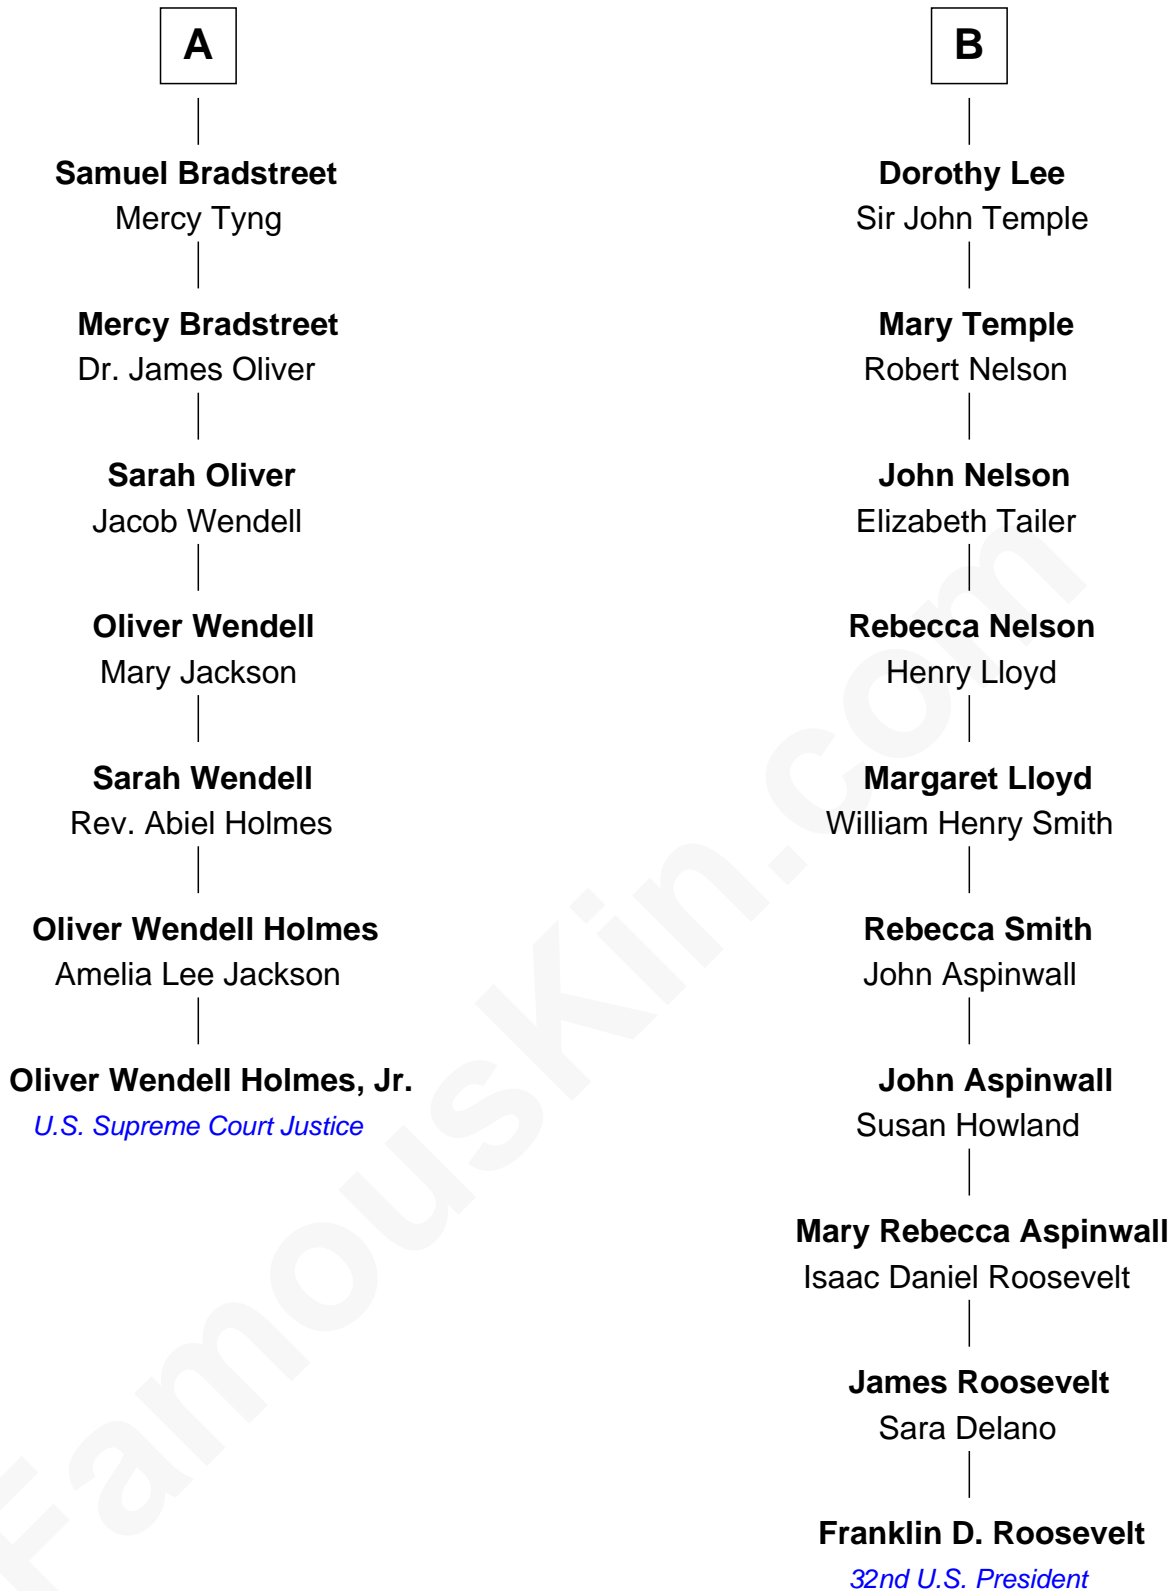 A
Samuel Bradstreet
Mercy Tyng
Mercy Bradstreet
Dr. James Oliver
Sarah Oliver
Jacob Wendell
Oliver Wendell
Mary Jackson
Sarah Wendell
Rev. Abiel Holmes
Oliver Wendell Holmes
Amelia Lee Jackson
Oliver Wendell Holmes, Jr.
U.S. Supreme Court Justice
B
Dorothy Lee
Sir John Temple
Mary Temple
Robert Nelson
John Nelson
Elizabeth Tailer
Rebecca Nelson
Henry Lloyd
Margaret Lloyd
William Henry Smith
Rebecca Smith
John Aspinwall
John Aspinwall
Susan Howland
Mary Rebecca Aspinwall
Isaac Daniel Roosevelt
James Roosevelt
Sara Delano
Franklin D. Roosevelt
32nd U.S. President
FamousKin.com